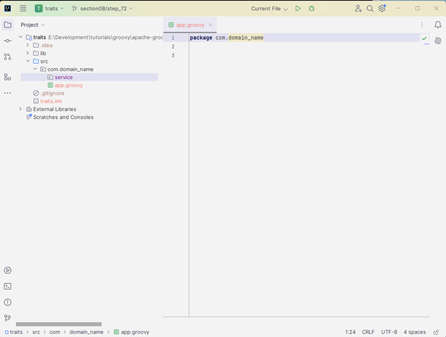 traits section08/step_72 Current File
Project app.groovy
traits E:\Development\tutorials\groovy\apache-groo
.idea
lib
src
com.domain_name
service
app.groovy
.gitignore
traits.iml
External Libraries
Scratches and Consoles
1 package com.domain_name
2
3
traits > src > com > domain_name > app.groovy 1:24 CRLF UTF-8 4 spaces